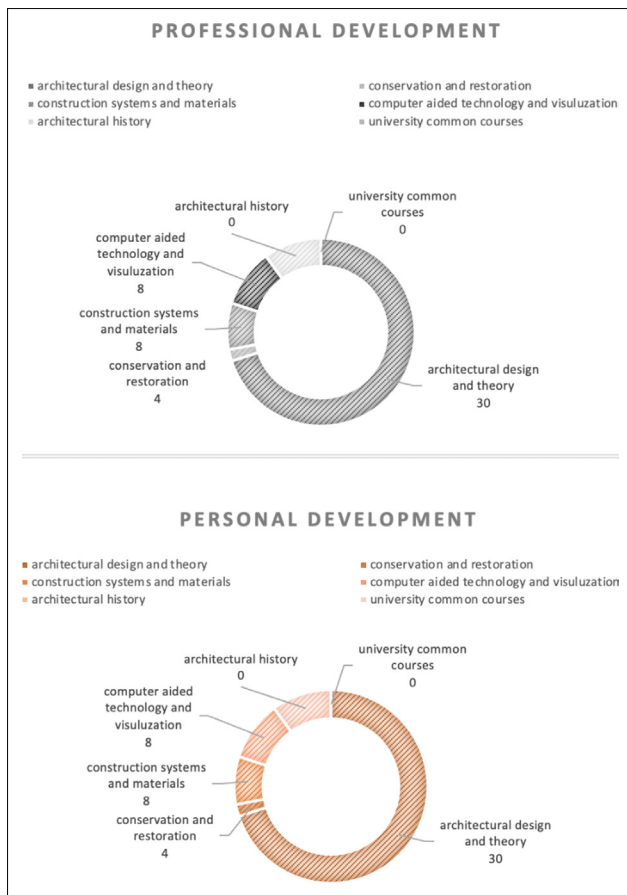 PROFESSIONAL DEVELOPMENT
architectural design and theory
conservation and restoration
construction systems and materials
computer aided technology and visuluzation
architectural history
university common courses
university common
courses
0
architectural history
0
computer aided
technology and
visuluzation
8
construction systems
and materials
8
conservation and
restoration
4
architectural design
and theory
30
PERSONAL DEVELOPMENT
architectural design and theory
conservation and restoration
construction systems and materials
computer aided technology and visuluzation
architectural history
university common courses
university common
courses
0
architectural history
0
computer aided
technology and
visuluzation
8
construction systems
and materials
8
conservation and
restoration
4
architectural design
and theory
30